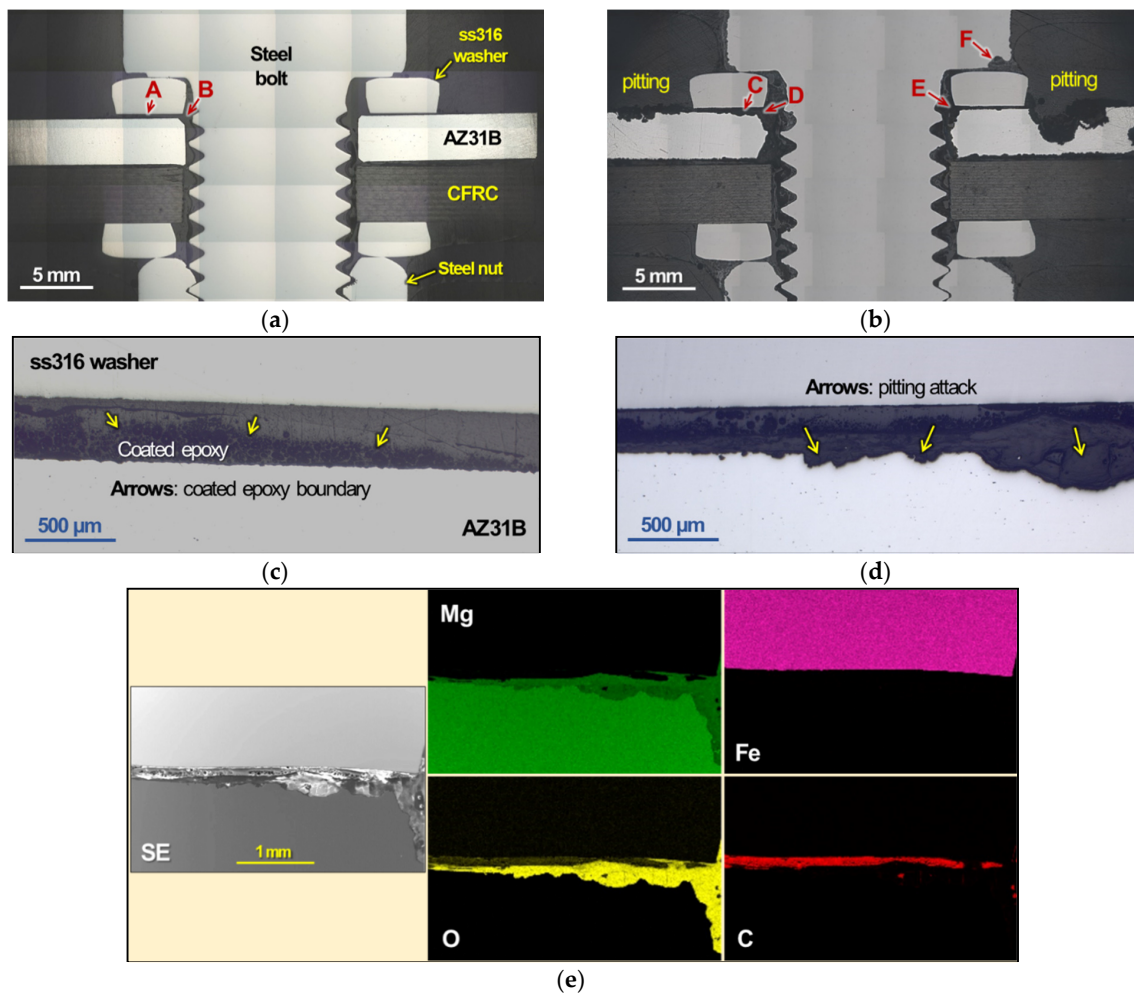 Steel
bolt
ss316
washer
A
B
AZ31B
CFRC
5 mm
Steel nut
(a)
F
pitting
pitting
C
D
E
5 mm
(b)
ss316 washer
Coated epoxy
Arrows: coated epoxy boundary
500 µm
AZ31B
(c)
Arrows: pitting attack
500 µm
(d)
SE
1 mm
Mg
Fe
O
C
(e)